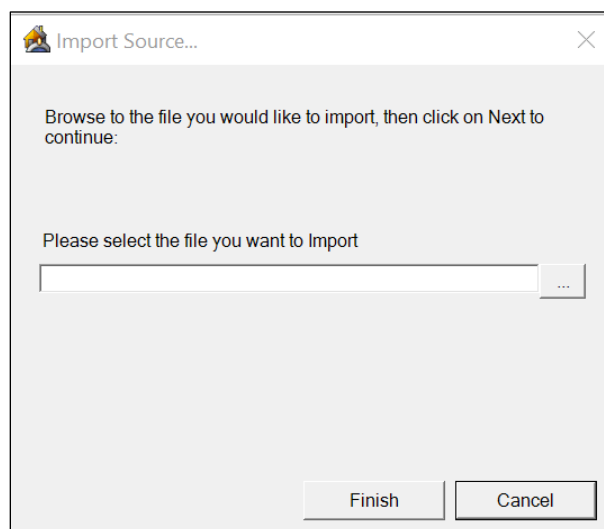 Import Source...
Browse to the file you would like to import, then click on Next to
continue:
Please select the file you want to Import
...
Finish
Cancel